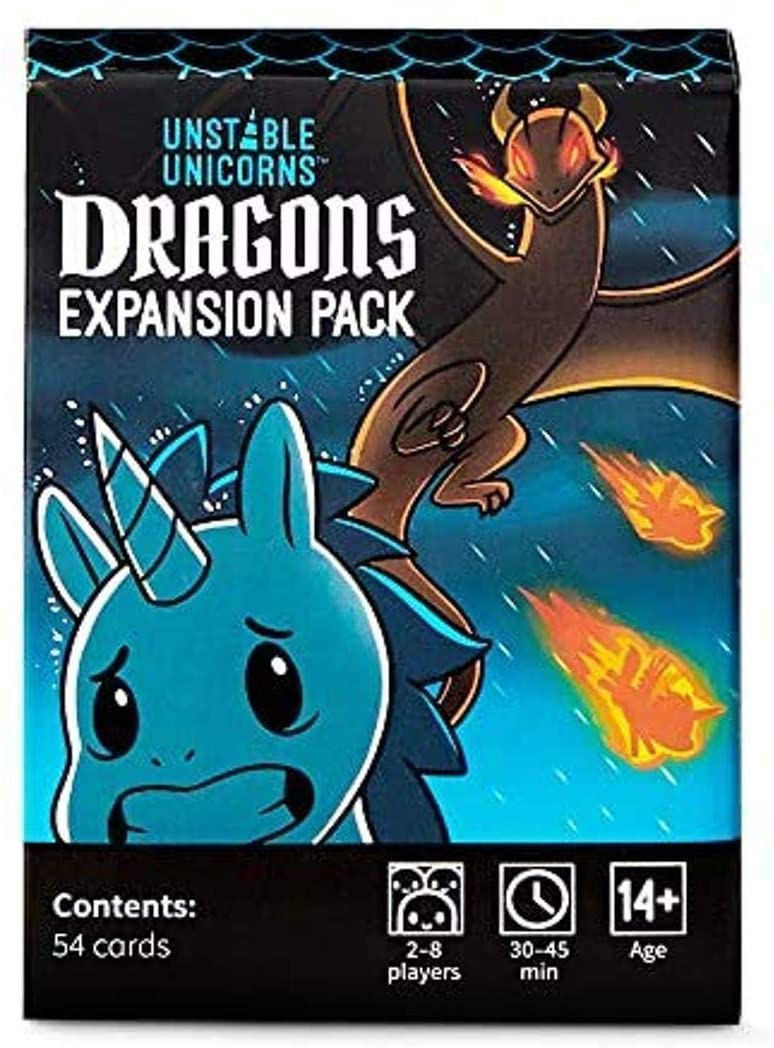 UNSTABLE
UNICORNS™
DRAGONS
EXPANSION PACK
Contents:
54 cards
2–8
players
30–45
min
14+
Age